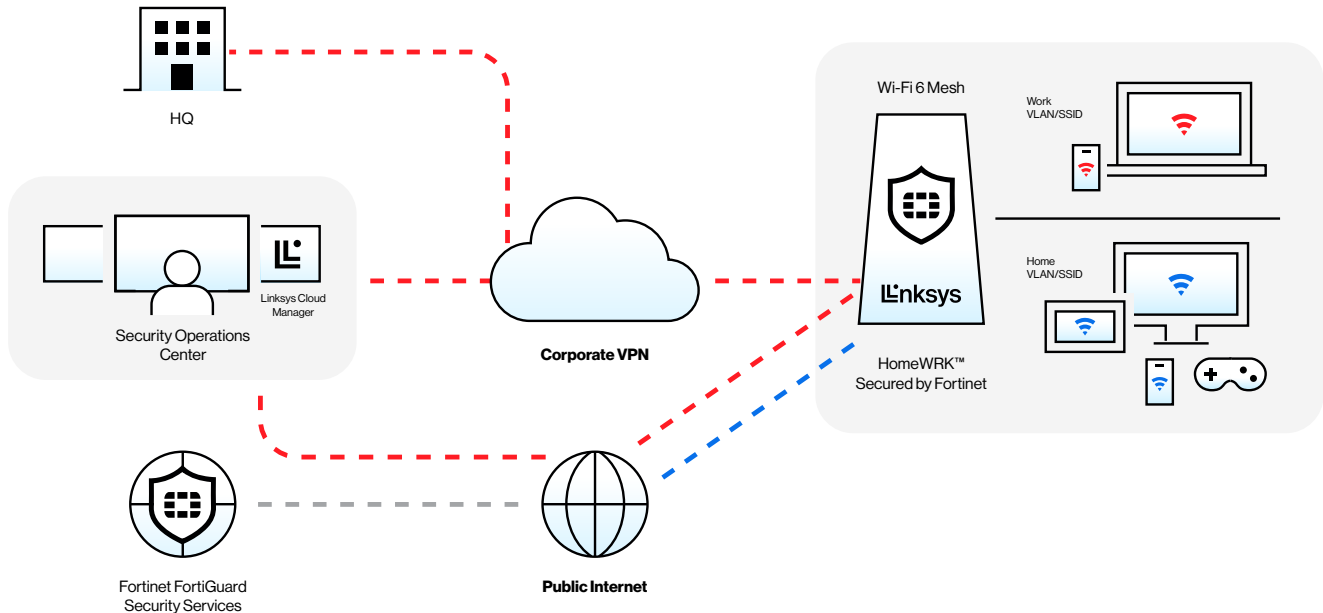 HQ
Wi-Fi 6 Mesh
Work
VLAN/SSID
Linksys Cloud
Manager
Security Operations
Center
Corporate VPN
Linksys
HomeWRK™
Secured by Fortinet
Home
VLAN/SSID
Fortinet FortiGuard
Security Services
Public Internet